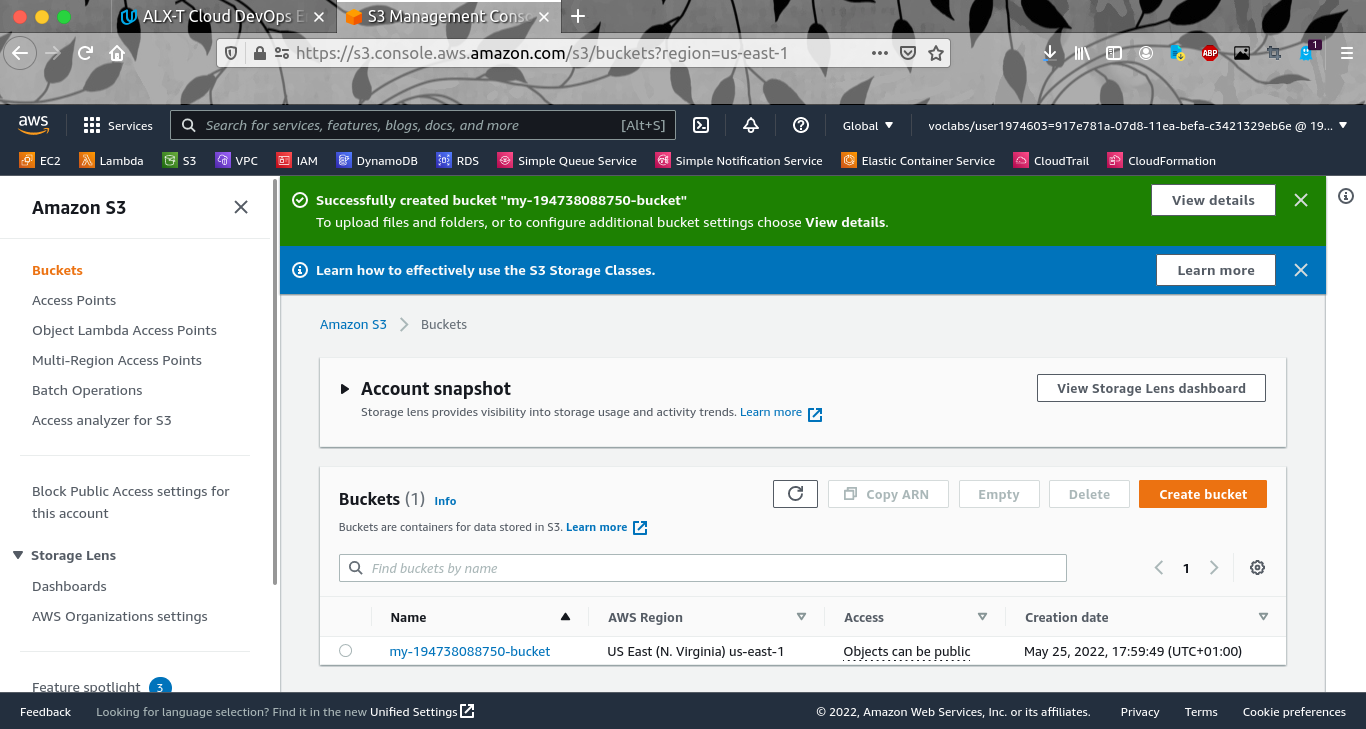 ALX-T Cloud DevOps E
S3 Management Cons
https://s3.console.aws.amazon.com/s3/buckets?region=us-east-1
ABP
1
aws
Services
Search for services, features, blogs, docs, and more
[Alt+S]
Global
voclabs/user1974603=917e781a-07d8-11ea-befa-c3421329eb6e @ 19...
EC2
Lambda
S3
VPC
IAM
DynamoDB
RDS
Simple Queue Service
Simple Notification Service
Elastic Container Service
CloudTrail
CloudFormation
Amazon S3
Buckets
Access Points
Object Lambda Access Points
Multi-Region Access Points
Batch Operations
Access analyzer for S3
Block Public Access settings for
this account
Storage Lens
Dashboards
AWS Organizations settings
Feature spotlight 3
Successfully created bucket "my-194738088750-bucket"
To upload files and folders, or to configure additional bucket settings choose View details.
View details
Learn how to effectively use the S3 Storage Classes.
Learn more
Amazon S3
Buckets
Account snapshot
Storage lens provides visibility into storage usage and activity trends. Learn more
View Storage Lens dashboard
Buckets (1) Info
Buckets are containers for data stored in S3. Learn more
Copy ARN
Empty
Delete
Create bucket
Find buckets by name
1
Name
AWS Region
Access
Creation date
my-194738088750-bucket
US East (N. Virginia) us-east-1
Objects can be public
May 25, 2022, 17:59:49 (UTC+01:00)
Feedback
Looking for language selection? Find it in the new Unified Settings
© 2022, Amazon Web Services, Inc. or its affiliates.
Privacy
Terms
Cookie preferences